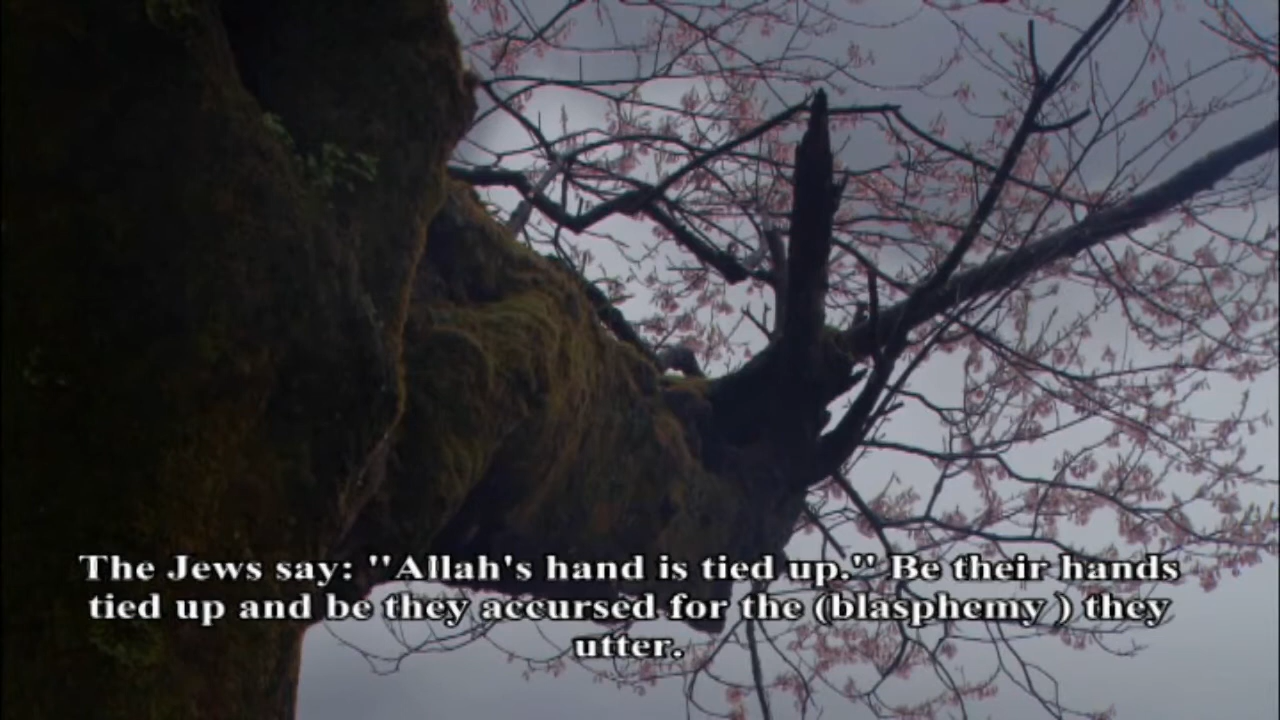 The Jews say: "Allah's hand is tied up." Be their hands
tied up and be they accursed for the (blasphemy ) they
utter.